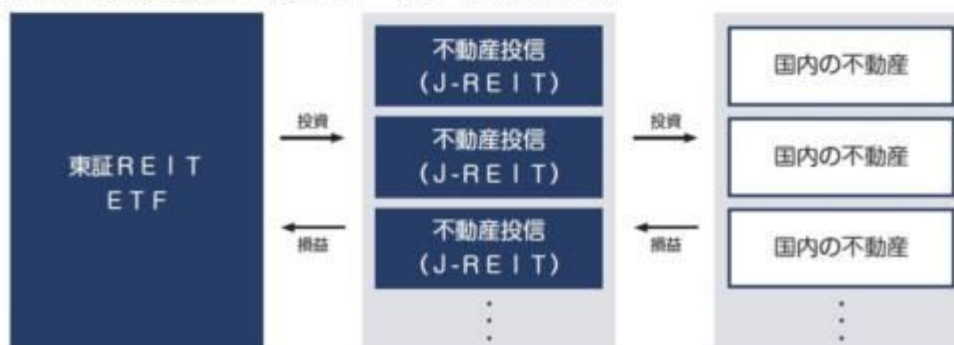 東証ＲＥＩＴ
ＥＴＦ
投資
損益
不動産投信
（Ｊ-ＲＥＩＴ）
不動産投信
（Ｊ-ＲＥＩＴ）
不動産投信
（Ｊ-ＲＥＩＴ）
投資
損益
国内の不動産
国内の不動産
国内の不動産